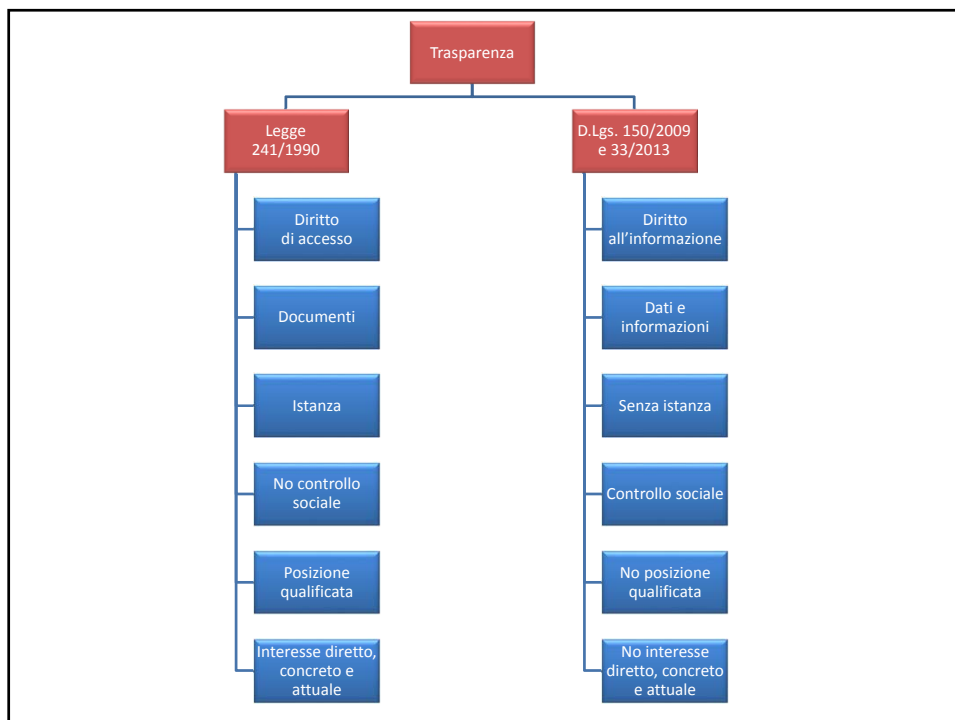 Trasparenza
Legge
241/1990
Diritto
di accesso
Documenti
Istanza
No controllo
sociale
Posizione
qualificata
Interesse diretto,
concreto e
attuale
D.Lgs. 150/2009
e 33/2013
Diritto
all’informazione
Dati e
informazioni
Senza istanza
Controllo sociale
No posizione
qualificata
No interesse
diretto, concreto
e attuale